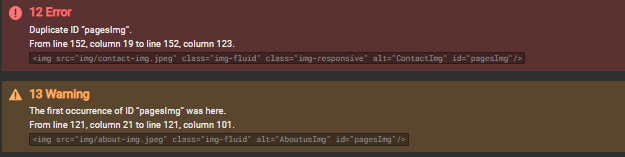 12 Error
Duplicate ID “pagesImg”.
From line 152, column 19 to line 152, column 123.
<img src="img/contact-img.jpeg" class="img-fluid" class="img-responsive" alt="ContactImg" id="pagesImg"/>
13 Warning
The first occurrence of ID “pagesImg” was here.
From line 121, column 21 to line 121, column 101.
<img src="img/about-img.jpeg" class="img-fluid" alt="AboutusImg" id="pagesImg"/>